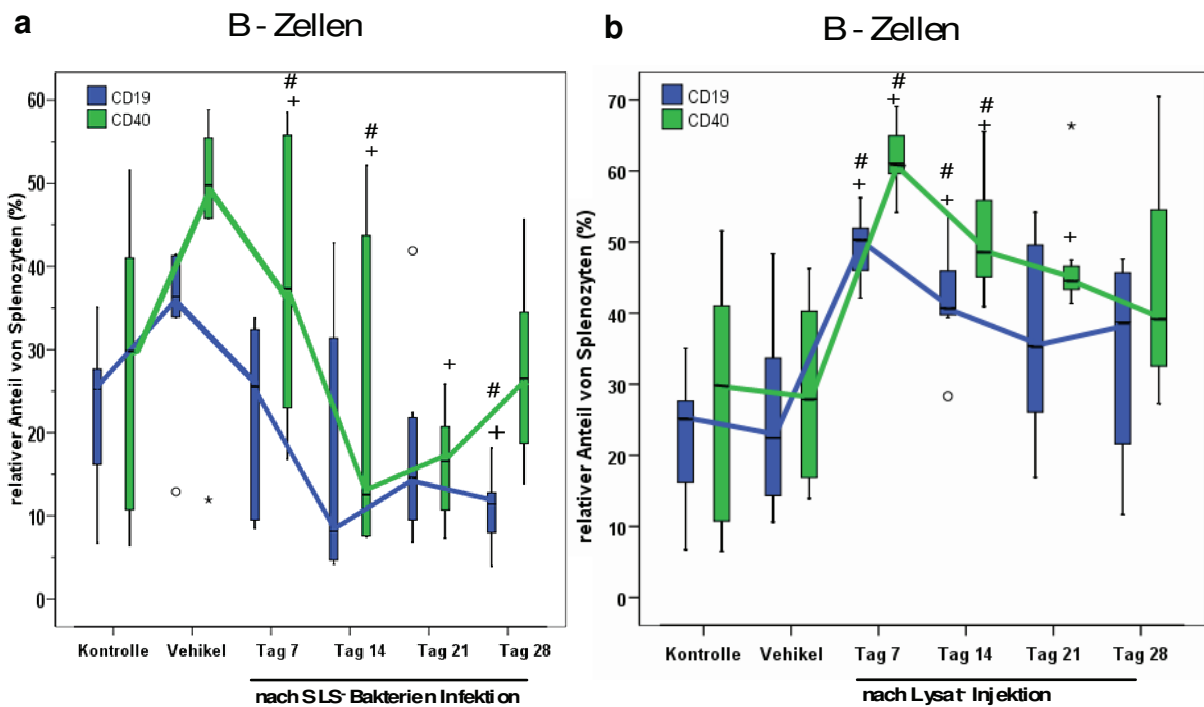 a
B - Zellen
CD19
CD40
relativer Anteil von Splenozyten (%)
60
50
40
30
20
10
0
# + # + + # +
Kontrolle Vehikel Tag 7 Tag 14 Tag 21 Tag 28
nach SLS- Bakterien Infektion
b
B - Zellen
CD19
CD40
relativer Anteil von Splenozyten (%)
70
60
50
40
30
20
10
0
# + # + # + # + +
Kontrolle Vehikel Tag 7 Tag 14 Tag 21 Tag 28
nach Lysat- Injektion